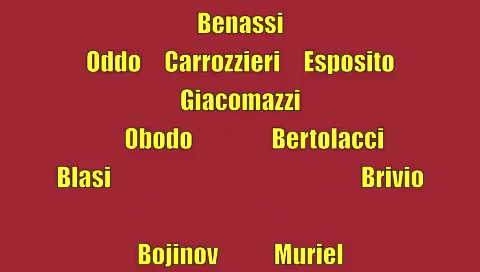 Benassi
Oddo Carrozzieri Esposito
Giacomazzi
Obodo Bertolacci
Blasi Brivio
Bojinov Muriel